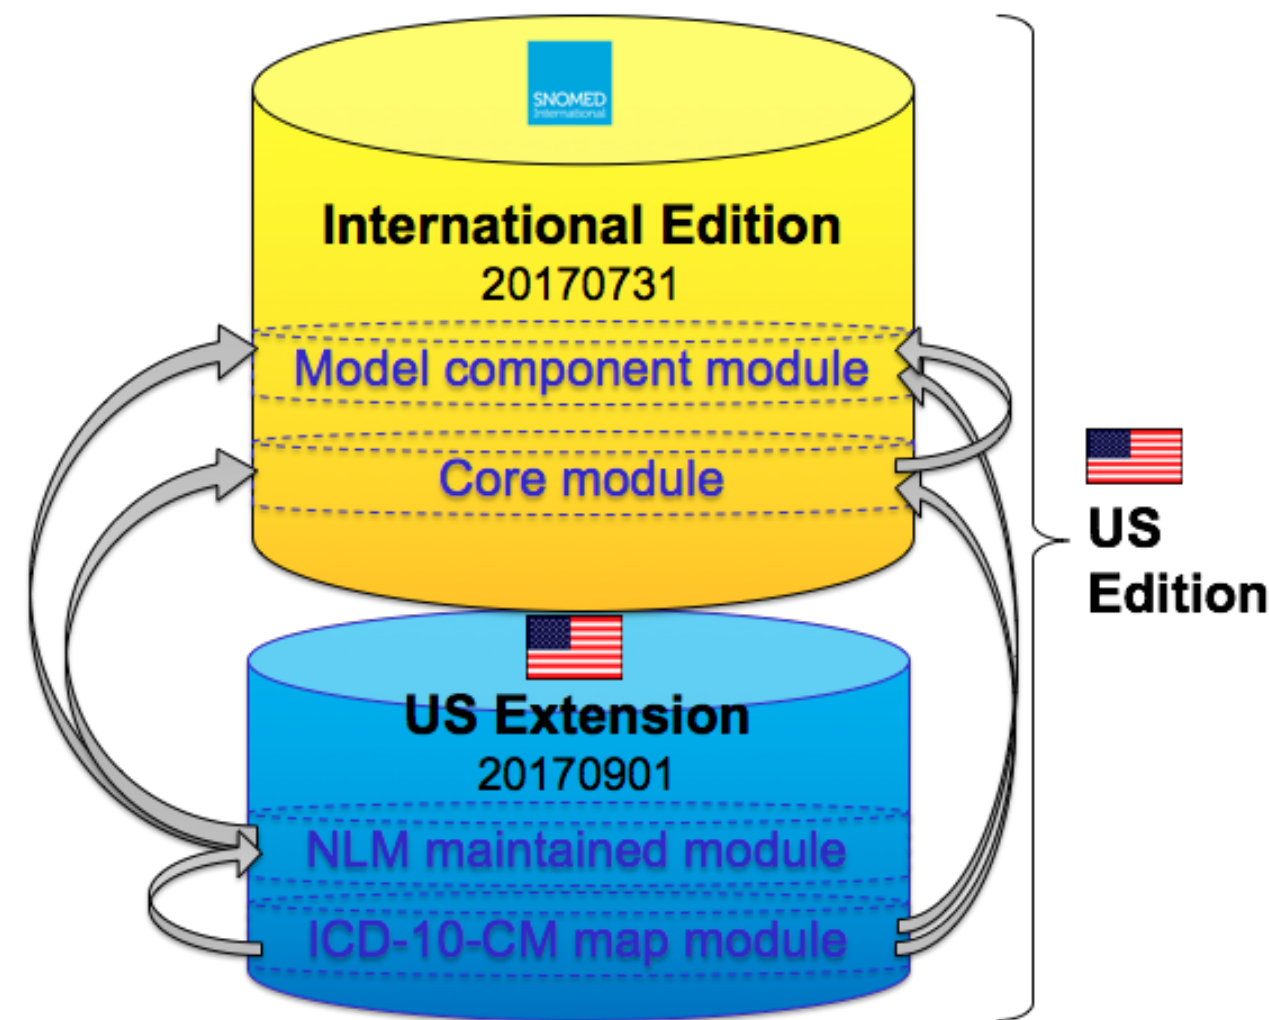 SNOMED
International
International Edition
20170731
Model component module
Core module
US
Edition
US Extension
20170901
NLM maintained module
ICD-10-CM map module